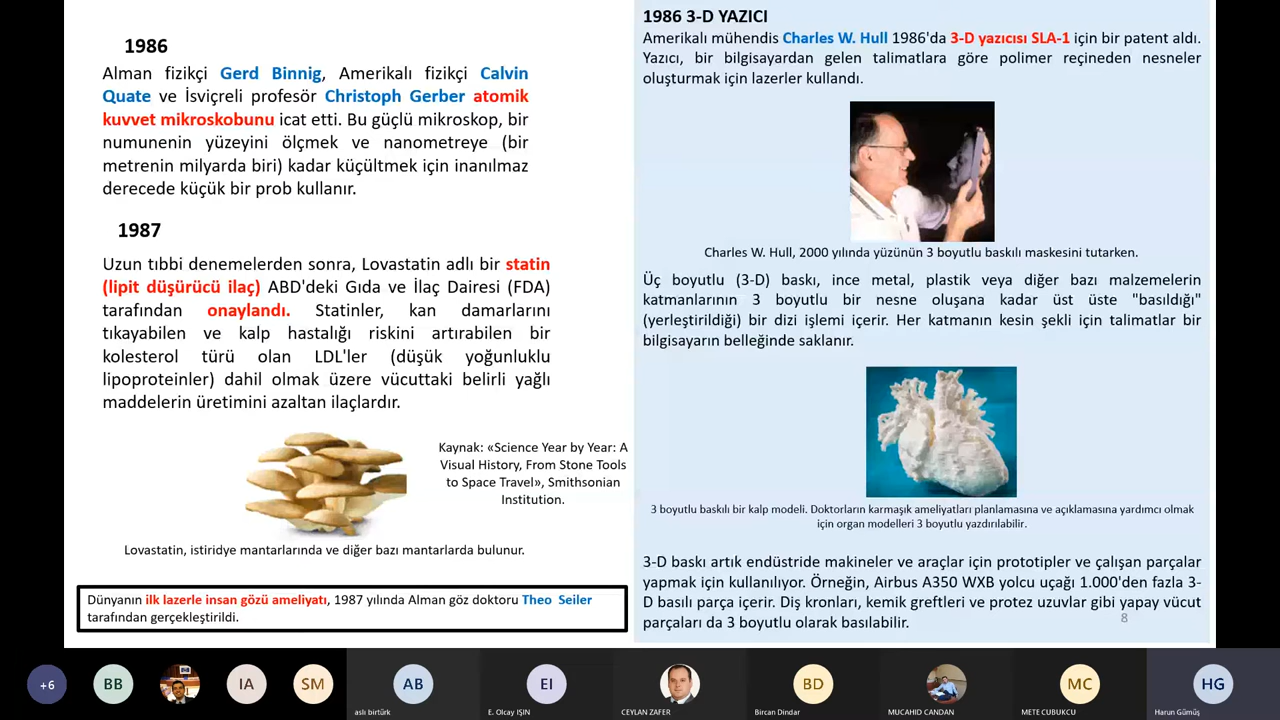 1986
Alman fizikçi Gerd Binnig, Amerikalı fizikçi Calvin
Quate ve İsviçreli profesör Christoph Gerber atomik
kuvvet mikroskobunu icat etti. Bu güçlü mikroskop, bir
numunenin yüzeyini ölçmek ve nanometreye (bir
metrenin milyarda biri) kadar küçültmek için inanılmaz
derecede küçük bir prob kullanır.
1987
Uzun tıbbi denemelerden sonra, Lovastatin adlı bir statin
(lipit düşürücü ilaç) ABD'deki Gıda ve İlaç Dairesi (FDA)
tarafından onaylandı. Statinler, kan damarlarını
tıkayabilen ve kalp hastalığı riskini artırabilen bir
kolesterol türü olan LDL'ler (düşük yoğunluklu
lipoproteinler) dahil olmak üzere vücuttaki belirli yağlı
maddelerin üretimini azaltan ilaçlardır.
Kaynak: «Science Year by Year: A
Visual History, From Stone Tools
to Space Travel», Smithsonian
Institution.
Lovastatin, istiridye mantarlarında ve diğer bazı mantarlarda bulunur.
Dünyanın ilk lazerle insan gözü ameliyatı, 1987 yılında Alman göz doktoru Theo Seiler
tarafından gerçekleştirildi.
1986 3-D YAZICI
Amerikalı mühendis Charles W. Hull 1986'da 3-D yazıcısı SLA-1 için bir patent aldı.
Yazıcı, bir bilgisayardan gelen talimatlara göre polimer reçineden nesneler
oluşturmak için lazerler kullandı.
Charles W. Hull, 2000 yılında yüzünün 3 boyutlu baskılı maskesini tutarken.
Üç boyutlu (3-D) baskı, ince metal, plastik veya diğer bazı malzemelerin
katmanlarının 3 boyutlu bir nesne oluşana kadar üst üste "basıldığı"
(yerleştirildiği) bir dizi işlemi içerir. Her katmanın kesin şekli için talimatlar bir
bilgisayarın belleğinde saklanır.
3 boyutlu baskılı bir kalp modeli. Doktorların karmaşık ameliyatları planlamasına ve açıklamasına yardımcı olmak
için organ modelleri 3 boyutlu yazdırılabilir.
3-D baskı artık endüstride makineler ve araçlar için prototipler ve çalışan parçalar
yapmak için kullanılıyor. Örneğin, Airbus A350 WXB yolcu uçağı 1.000'den fazla 3-
D basılı parça içerir. Diş kronları, kemik greftleri ve protez uzuvlar gibi yapay vücut
parçaları da 3 boyutlu olarak basılabilir.
8
+6
BB
IA
SM
AB
EI
BD
MC
HG
aslı birtürk
E. Olcay IŞIN
CEYLAN ZAFER
Bircan Dindar
MUCAHID CANDAN
METE CUBUKCU
Harun Gümüş